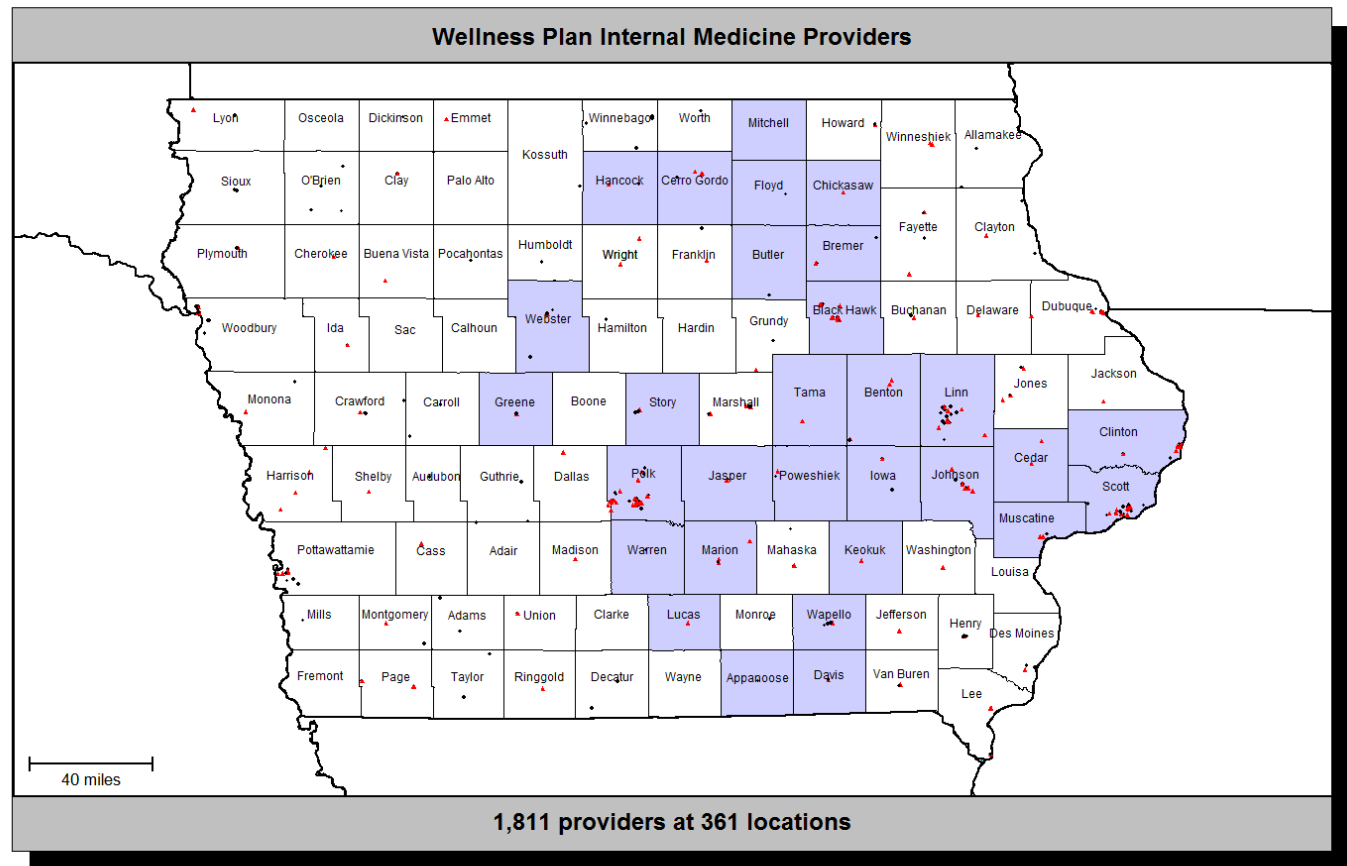 Wellness Plan Internal Medicine Providers
Lyon
Osceola
Dickinson
Emmet
Winnebago
Worth
Mitchell
Howard
Winneshiek
Allamakee
Kossuth
Sioux
O'Brien
Clay
Palo Alto
Hancock
Cerro Gordo
Floyd
Chickasaw
Fayette
Clayton
Plymouth
Cherokee
Buena Vista
Pocahontas
Humboldt
Wright
Franklin
Butler
Bremer
Woodbury
Ida
Sac
Calhoun
Webster
Hamilton
Hardin
Grundy
Black Hawk
Buchanan
Delaware
Dubuque
Monona
Crawford
Carroll
Greene
Boone
Story
Marshall
Tama
Benton
Linn
Jones
Jackson
Clinton
Harrison
Shelby
Audubon
Guthrie
Dallas
Polk
Jasper
Poweshiek
Iowa
Johnson
Cedar
Scott
Muscatine
Pottawattamie
Cass
Adair
Madison
Warren
Marion
Mahaska
Keokuk
Washington
Louisa
Mills
Montgomery
Adams
Union
Clarke
Lucas
Monroe
Wapello
Jefferson
Henry
Des Moines
Fremont
Page
Taylor
Ringgold
Decatur
Wayne
Appanoose
Davis
Van Buren
Lee
40 miles
1,811 providers at 361 locations